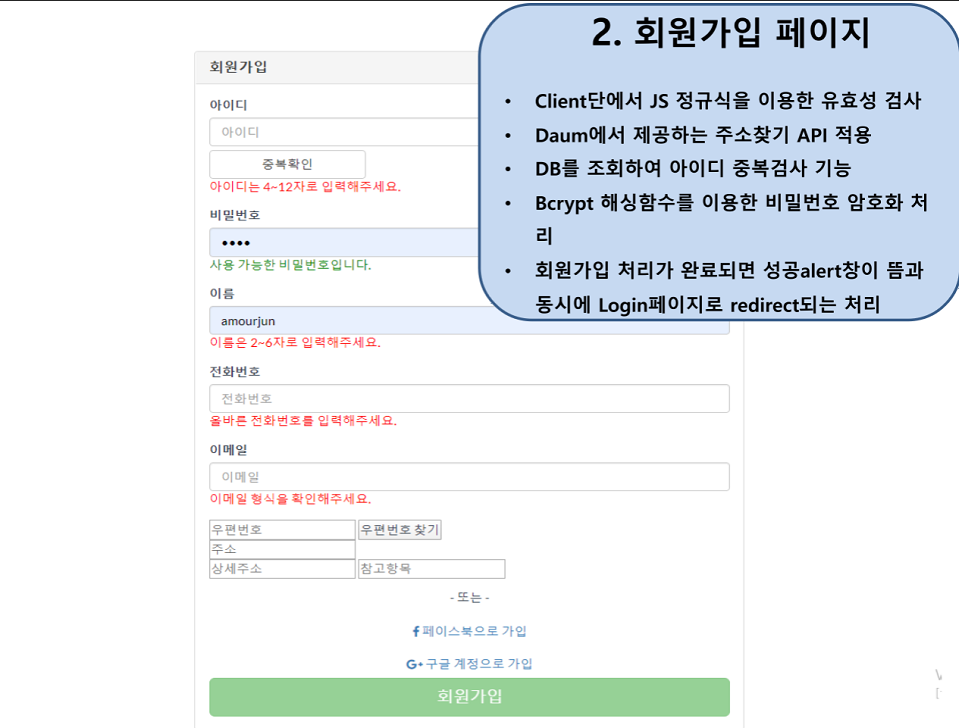 2. 회원가입 페이지
• Client단에서 JS 정규식을 이용한 유효성 검사
• Daum에서 제공하는 주소찾기 API 적용
• DB를 조회하여 아이디 중복검사 기능
• Bcrypt 해싱함수를 이용한 비밀번호 암호화 처
리
• 회원가입 처리가 완료되면 성공alert창이 뜸과
동시에 Login페이지로 redirect되는 처리
회원가입
아이디
아이디
중복확인
아이디는 4~12자로 입력해주세요.
비밀번호
••••
사용 가능한 비밀번호입니다.
이름
amourjun
이름은 2~6자로 입력해주세요.
전화번호
전화번호
올바른 전화번호를 입력해주세요.
이메일
이메일
이메일 형식을 확인해주세요.
우편번호 우편번호 찾기
주소
상세주소 참고항목
- 또는 -
페이스북으로 가입
G+ 구글 계정으로 가입
회원가입